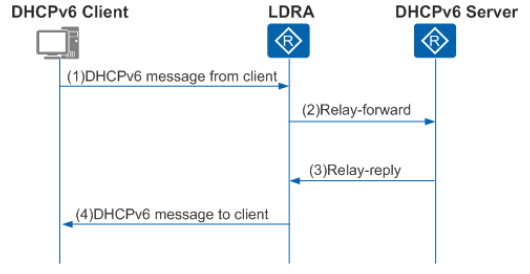 DHCPv6 Client
LDRA
DHCPv6 Server
R
R
(1)DHCPv6 message from client
(2)Relay-forward
(3)Relay-reply
(4)DHCPv6 message to client